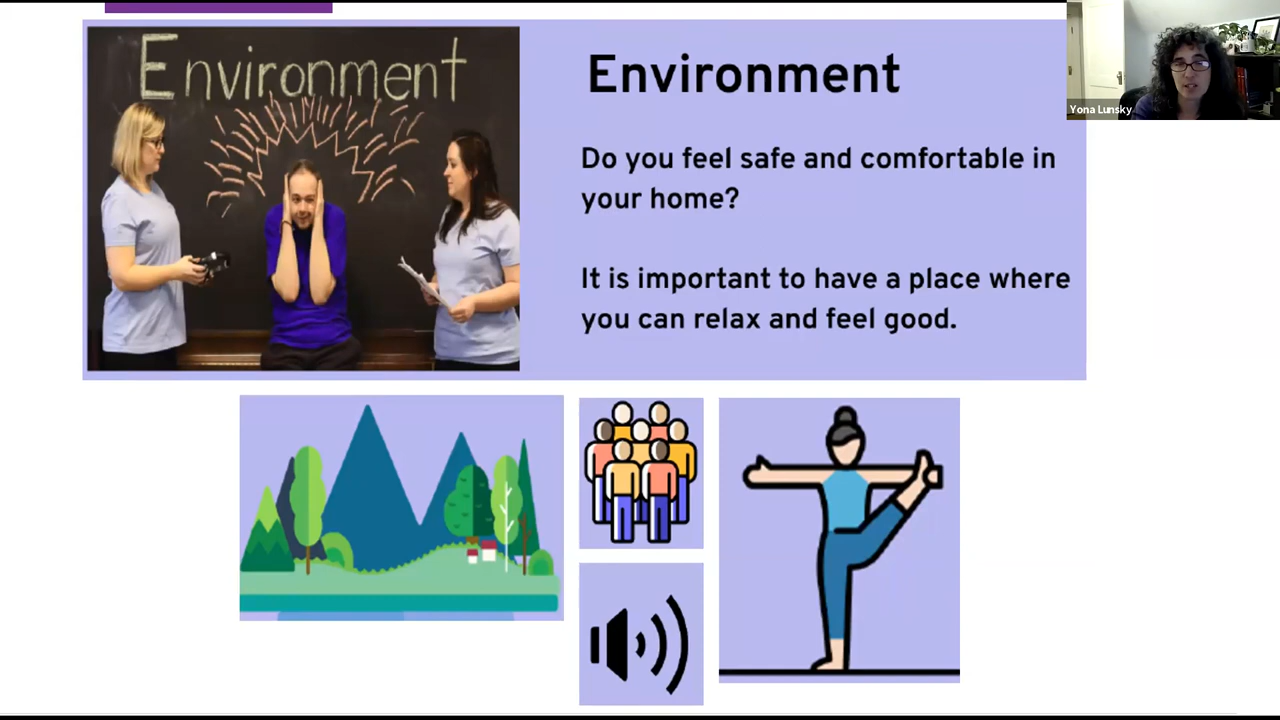 Environment
Environment
Do you feel safe and comfortable in
your home?
It is important to have a place where
you can relax and feel good.
Yona Lunsky